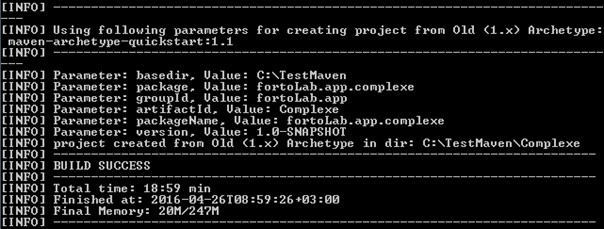 [INFO] ----------------------------------------------------------------------------
---
[INFO] Using following parameters for creating project from Old (1.x) Archetype:
 maven-archetype-quickstart:1.1
[INFO] ----------------------------------------------------------------------------
---
[INFO] Parameter: basedir, Value: C:\TestMaven
[INFO] Parameter: package, Value: fortoLab.app.complexe
[INFO] Parameter: groupId, Value: fortoLab.app
[INFO] Parameter: artifactId, Value: Complexe
[INFO] Parameter: packageName, Value: fortoLab.app.complexe
[INFO] Parameter: version, Value: 1.0-SNAPSHOT
[INFO] project created from Old (1.x) Archetype in dir: C:\TestMaven\Complexe
[INFO] ------------------------------------------------------------------------
[INFO] BUILD SUCCESS
[INFO] ------------------------------------------------------------------------
[INFO] Total time: 18:59 min
[INFO] Finished at: 2016-04-26T08:59:26+03:00
[INFO] Final Memory: 20M/247M
[INFO] ------------------------------------------------------------------------